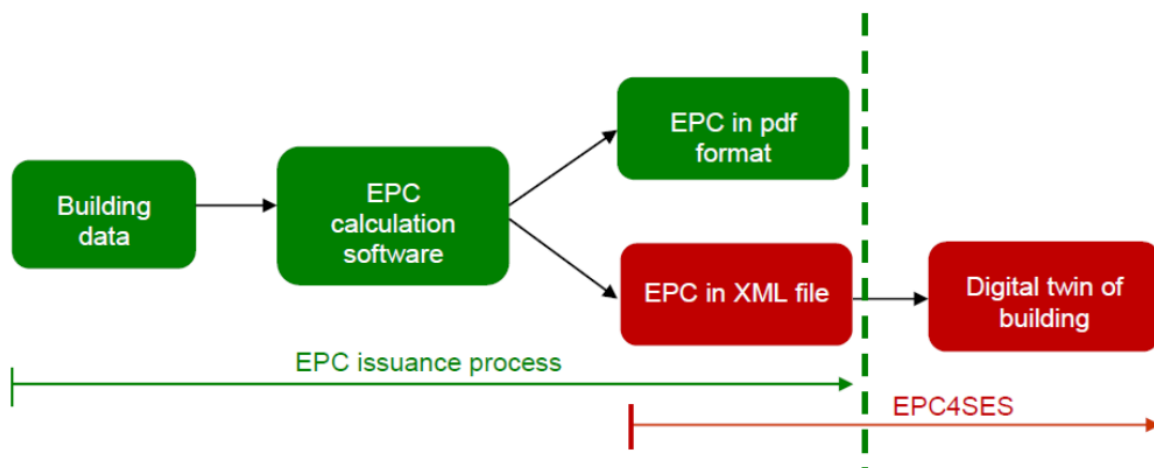 Building
data
EPC
calculation
software
EPC in pdf
format
EPC in XML file
Digital twin of
building
EPC issuance process
EPC4SES